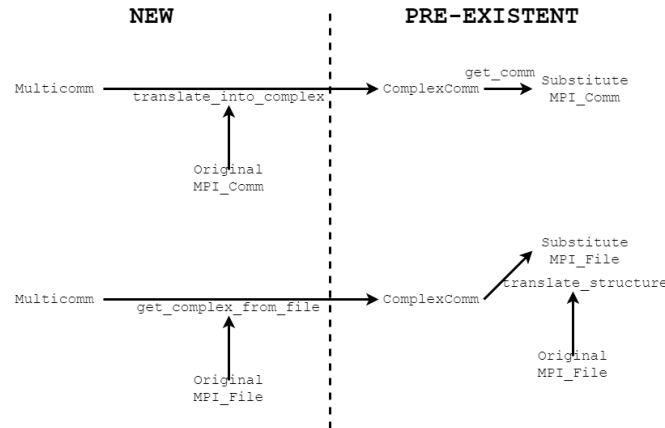 NEW
PRE-EXISTENT
get_comm
Multicomm
translate_into_complex
ComplexComm
Substitute
MPI_Comm
Original
MPI_Comm
Substitute
MPI_File
Multicomm
get_complex_from_file
ComplexComm
translate_structure
Original
MPI_File
Original
MPI_File